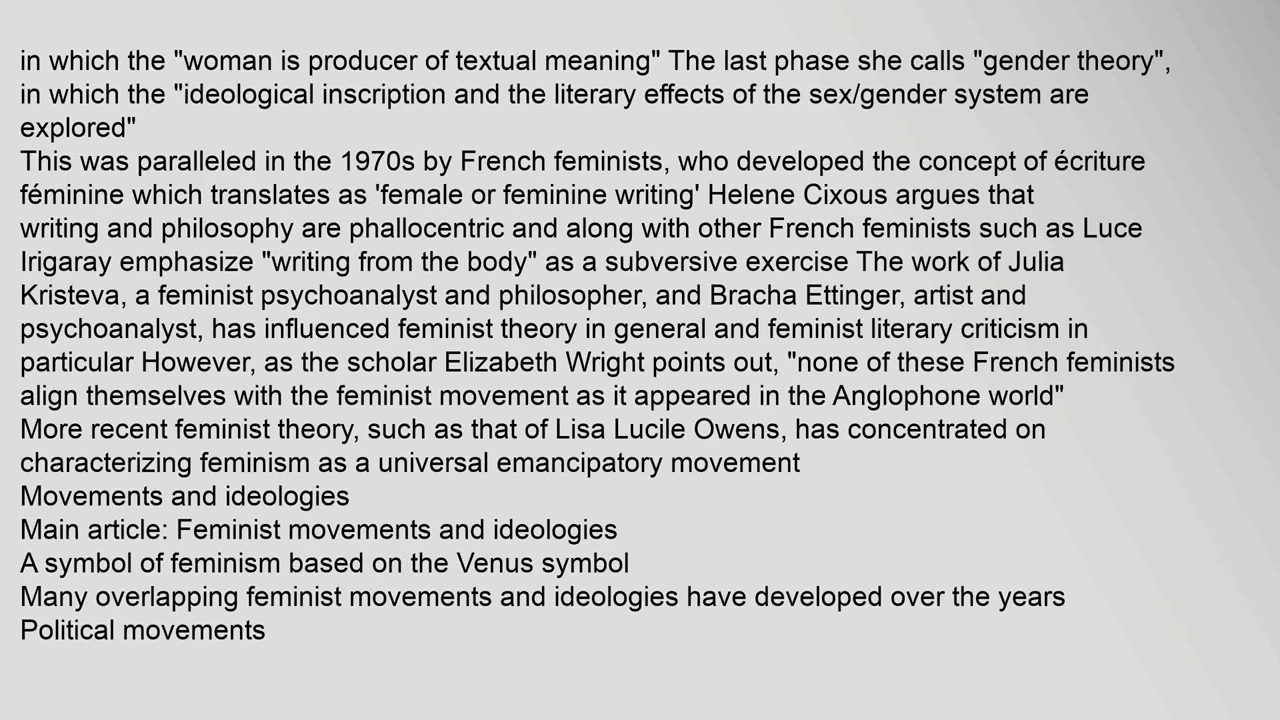 in which the "woman is producer of textual meaning" The last phase she calls "gender theory",
in which the "ideological inscription and the literary effects of the sex/gender system are
explored"
This was paralleled in the 1970s by French feminists, who developed the concept of écriture
féminine which translates as 'female or feminine writing' Helene Cixous argues that
writing and philosophy are phallocentric and along with other French feminists such as Luce
Irigaray emphasize "writing from the body" as a subversive exercise The work of Julia
Kristeva, a feminist psychoanalyst and philosopher, and Bracha Ettinger, artist and
psychoanalyst, has influenced feminist theory in general and feminist literary criticism in
particular However, as the scholar Elizabeth Wright points out, "none of these French feminists
align themselves with the feminist movement as it appeared in the Anglophone world"
More recent feminist theory, such as that of Lisa Lucile Owens, has concentrated on
characterizing feminism as a universal emancipatory movement
Movements and ideologies
Main article: Feminist movements and ideologies
A symbol of feminism based on the Venus symbol
Many overlapping feminist movements and ideologies have developed over the years
Political movements